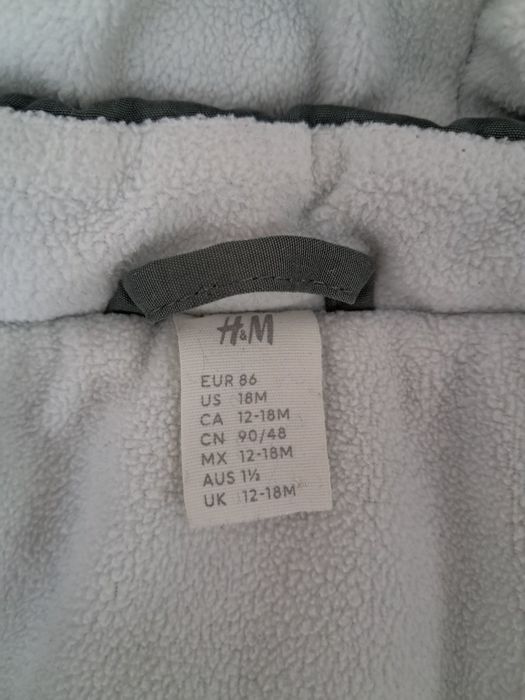 H&M
EUR 86
US 18M
CA 12-18M
CN 90/48
MX 12-18M
AUS 1½
UK 12-18M